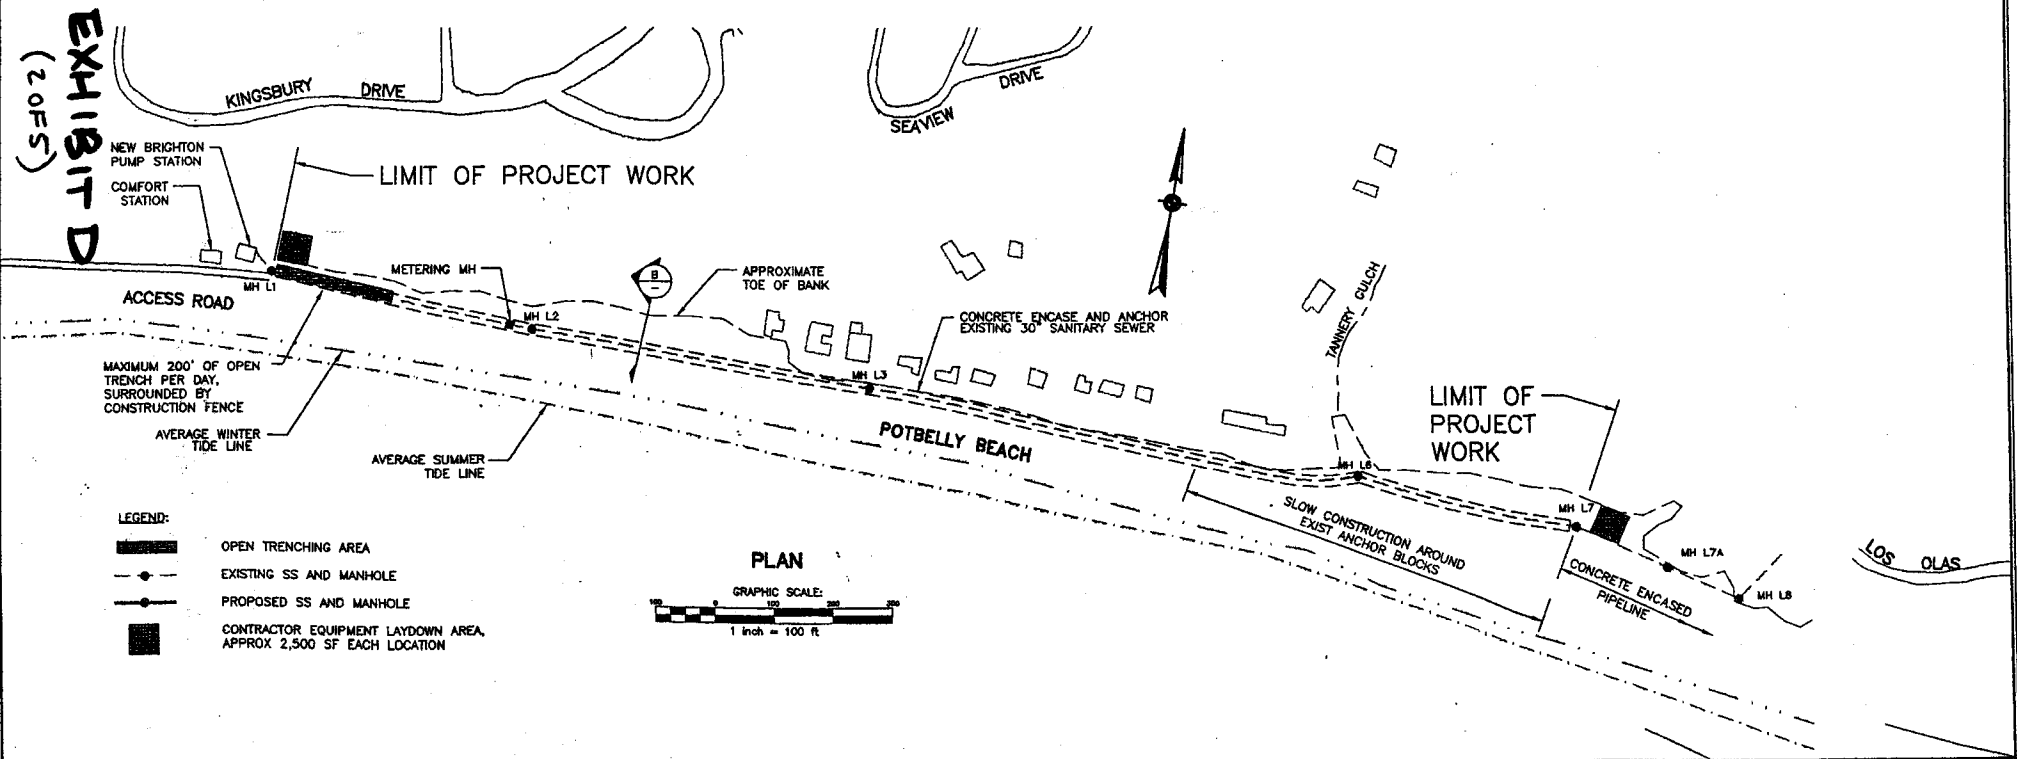 EXHIBIT D
(2 OF 5)
KINGSBURY DRIVE
SEAVIEW DRIVE
NEW BRIGHTON
PUMP STATION
COMFORT
STATION
LIMIT OF PROJECT WORK
MH L1
ACCESS ROAD
METERING MH
MH L2
B
APPROXIMATE
TOE OF BANK
CONCRETE ENCASE AND ANCHOR
EXISTING 30" SANITARY SEWER
TANNERY GULCH
MAXIMUM 200' OF OPEN
TRENCH PER DAY,
SURROUNDED BY
CONSTRUCTION FENCE
AVERAGE WINTER
TIDE LINE
AVERAGE SUMMER
TIDE LINE
MH L3
POTBELLY BEACH
LIMIT OF
PROJECT
WORK
MH L6
MH L7
SLOW CONSTRUCTION AROUND
EXIST ANCHOR BLOCKS
CONCRETE ENCASED
PIPELINE
MH L7A
MH L8
LOS OLAS
LEGEND:
OPEN TRENCHING AREA
EXISTING SS AND MANHOLE
PROPOSED SS AND MANHOLE
CONTRACTOR EQUIPMENT LAYDOWN AREA,
APPROX 2,500 SF EACH LOCATION
PLAN
GRAPHIC SCALE:
100 0 100 200 300
1 inch = 100 ft